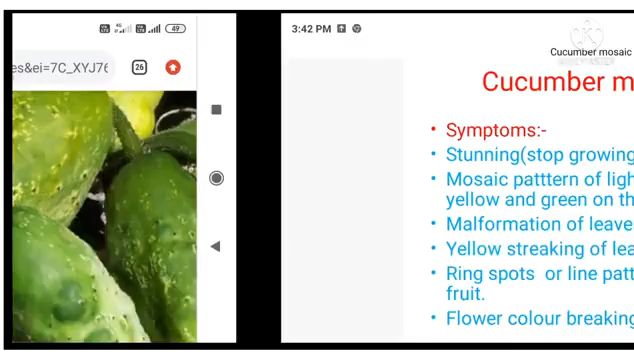 49
es&ei=7C_XYJ76
26
3:42 PM
Cucumber mosaic
Cucumber m
• Symptoms:-
• Stunning(stop growing
• Mosaic patttern of ligh
yellow and green on th
• Malformation of leave
• Yellow streaking of lea
• Ring spots or line patt
fruit.
• Flower colour breaking